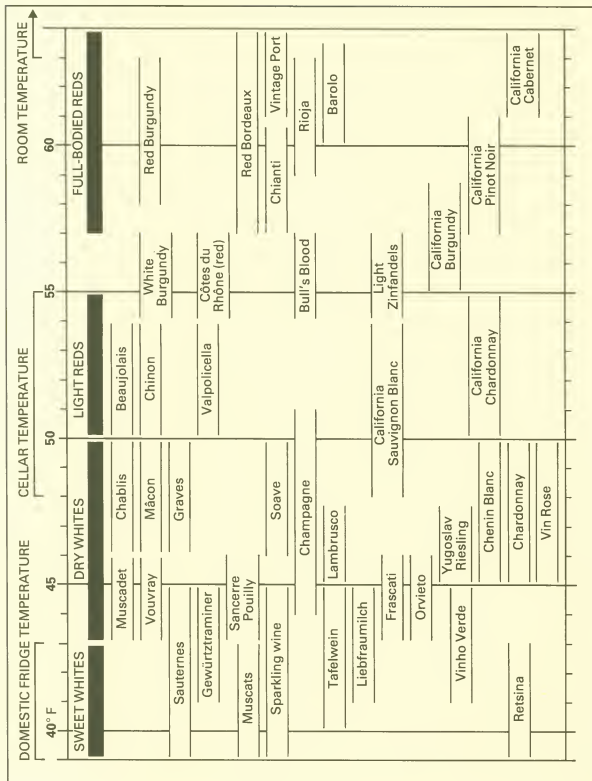 DOMESTIC FRIDGE TEMPERATURE
CELLAR TEMPERATURE
ROOM TEMPERATURE
40° F
45
50
55
60
SWEET WHITES
DRY WHITES
LIGHT REDS
FULL-BODIED REDS
Muscadet
Chablis
Beaujolais
Vouvray
Mâcon
Chinon
White
Burgundy
Red Burgundy
Sauternes
Graves
Gewürtztraminer
Valpolicella
Côtes du
Rhône (red)
Muscats
Sancerre
Pouilly
Red Bordeaux
Sparkling wine
Soave
Chianti
Vintage Port
Champagne
Bull's Blood
Rioja
Tafelwein
Lambrusco
Barolo
Liebfraumilch
Frascati
California
Sauvignon Blanc
Light
Zinfandels
Orvieto
Vinho Verde
Yugoslav
Riesling
California
Burgundy
Chenin Blanc
California
Chardonnay
California
Pinot Noir
Retsina
Chardonnay
California
Cabernet
Vin Rose